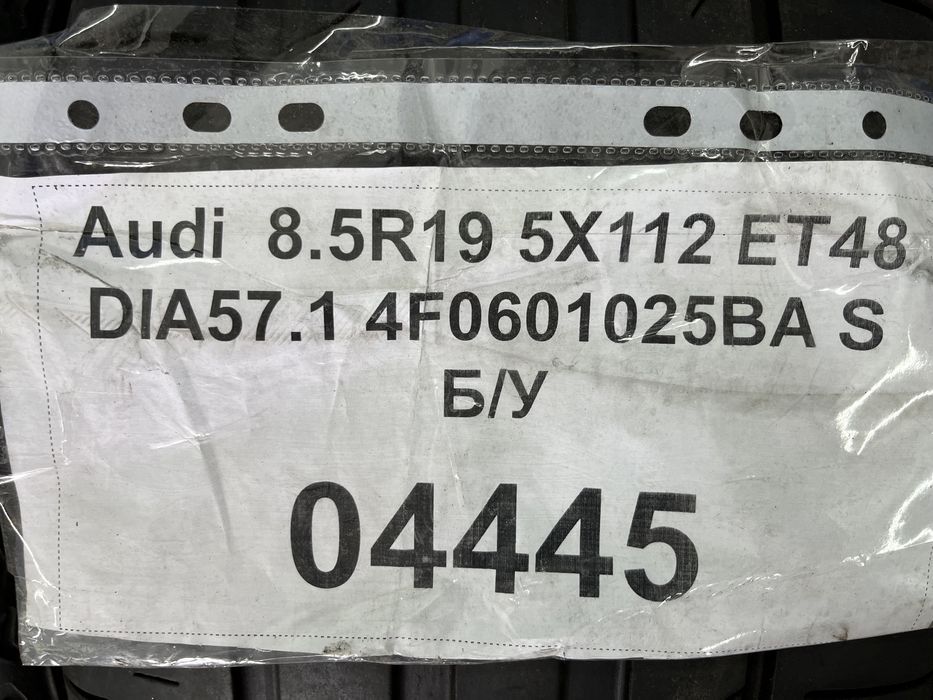 Audi 8.5R19 5X112 ET48
DIA57.1 4F0601025BA S
Б/У
04445